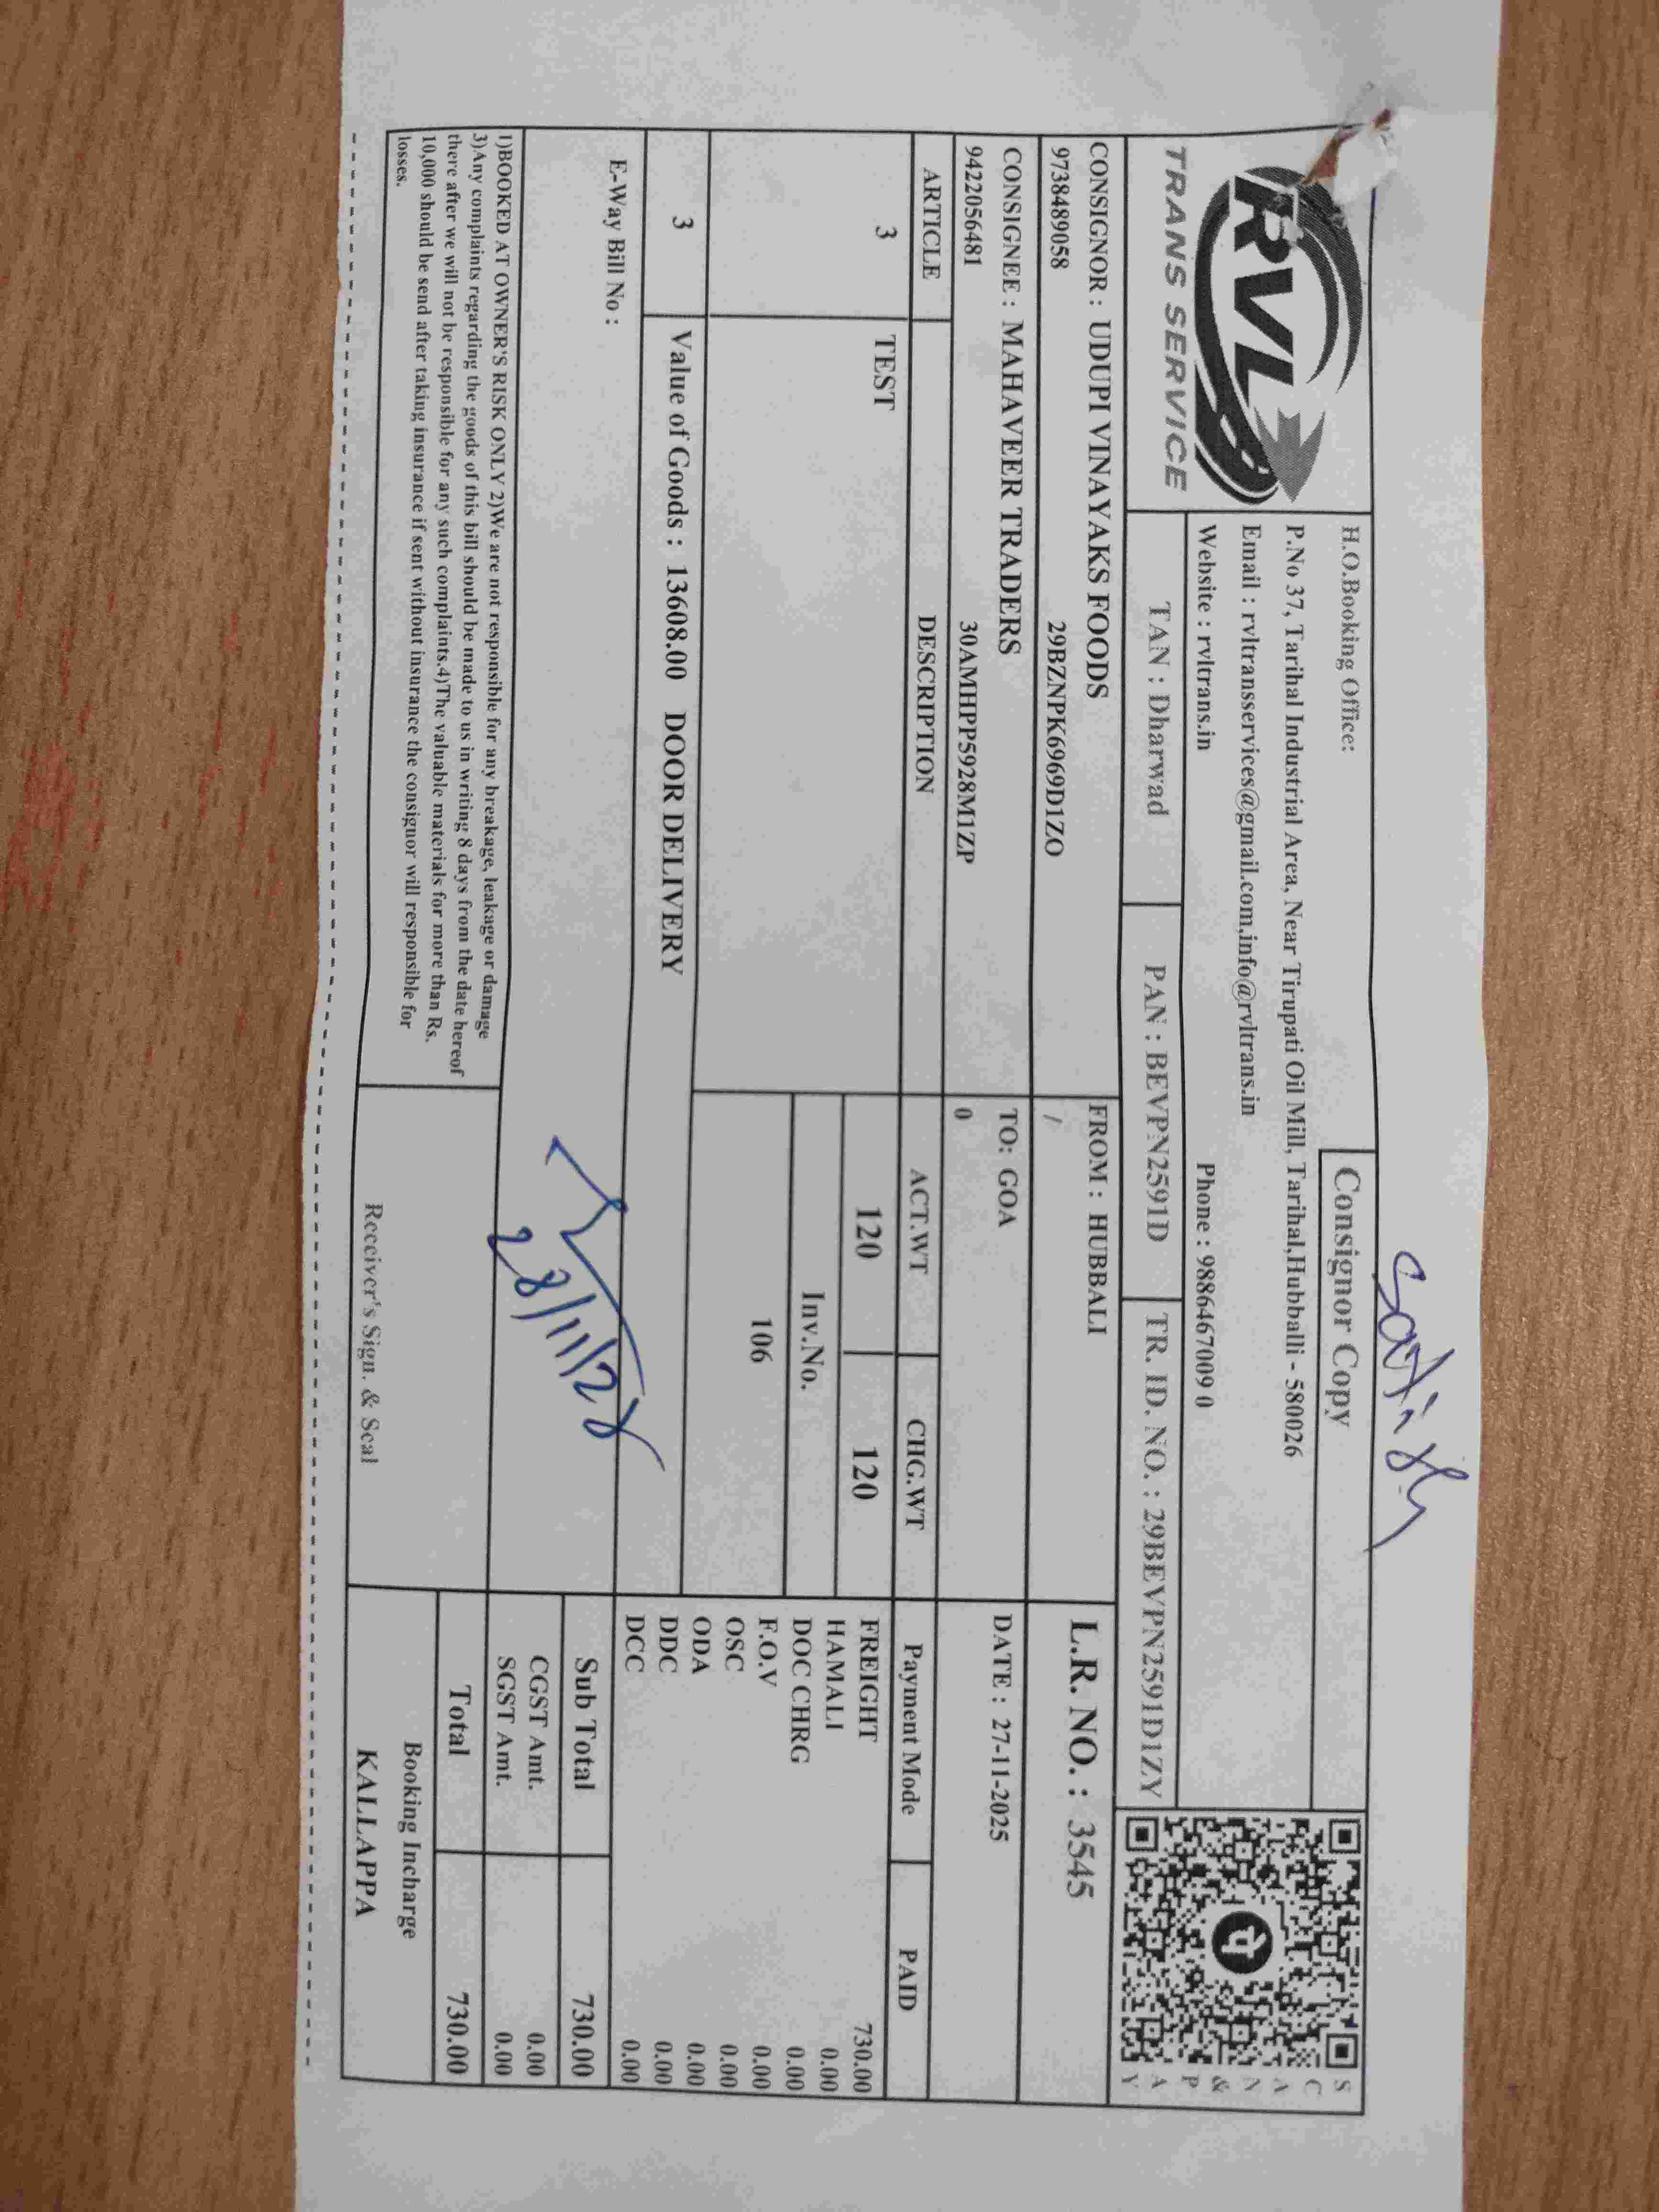 Satish
RVL
TRANS SERVICE
H.O.Booking Office:
Consignor Copy
P.No 37, Tarihal Industrial Area, Near Tirupati Oil Mill, Tarihal,Hubballi - 580026
Email : rvltransservices@gmail.com,info@rvltrans.in
Website : rvltrans.in Phone : 9886467009 0
SCAN & PAY
TAN : Dharwad PAN : BEVPN2591D TR. ID. NO. : 29BEVPN2591D1ZY
CONSIGNOR : UDUPI VINAYAKS FOODS FROM : HUBBALI L.R. NO. : 3545
9738489058 29BZNPK6969D1ZO /
CONSIGNEE : MAHAVEER TRADERS TO: GOA DATE : 27-11-2025
9422056481 30AMHPP5928M1ZP 0
ARTICLE DESCRIPTION ACT.WT CHG.WT Payment Mode PAID
3 TEST 120 120 FREIGHT 730.00
HAMALI 0.00
Inv.No. DOC CHRG 0.00
106 F.O.V 0.00
OSC 0.00
ODA 0.00
3 Value of Goods : 13608.00 DOOR DELIVERY DDC 0.00
DCC 0.00
E-Way Bill No :
Sub Total 730.00
28/11/25
CGST Amt. 0.00
SGST Amt. 0.00
1)BOOKED AT OWNER'S RISK ONLY 2)We are not responsible for any breakage, leakage or damage
3)Any complaints regarding the goods of this bill should be made to us in writing 8 days from the date hereof
there after we will not be responsible for any such complaints.4)The valuable materials for more than Rs.
10,000 should be send after taking insurance if sent without insurance the consignor will responsible for
losses.
Total 730.00
Receiver's Sign. & Seal
Booking Incharge
KALLAPPA